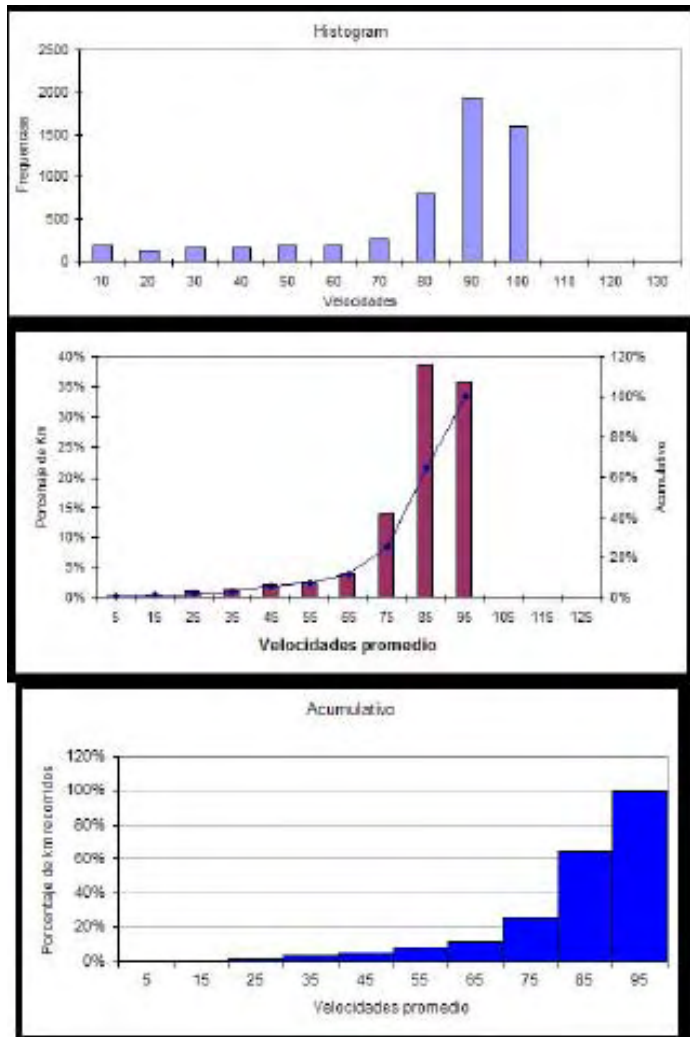 Histogram
2500
2000
1500
1000
500
0
Frequencias
10 20 30 40 50 60 70 80 90 100 110 120 130
Velocidades
40%
35%
30%
25%
20%
15%
10%
5%
0%
Porcentaje de Km
120%
100%
80%
60%
40%
20%
0%
Acumulativo
5 15 25 35 45 55 65 75 85 95 105 115 125
Velocidades promedio
Acumulativo
120%
100%
80%
60%
40%
20%
0%
Porcentaje de km recorridos
5 15 25 35 45 55 65 75 85 95
Velocidades promedio